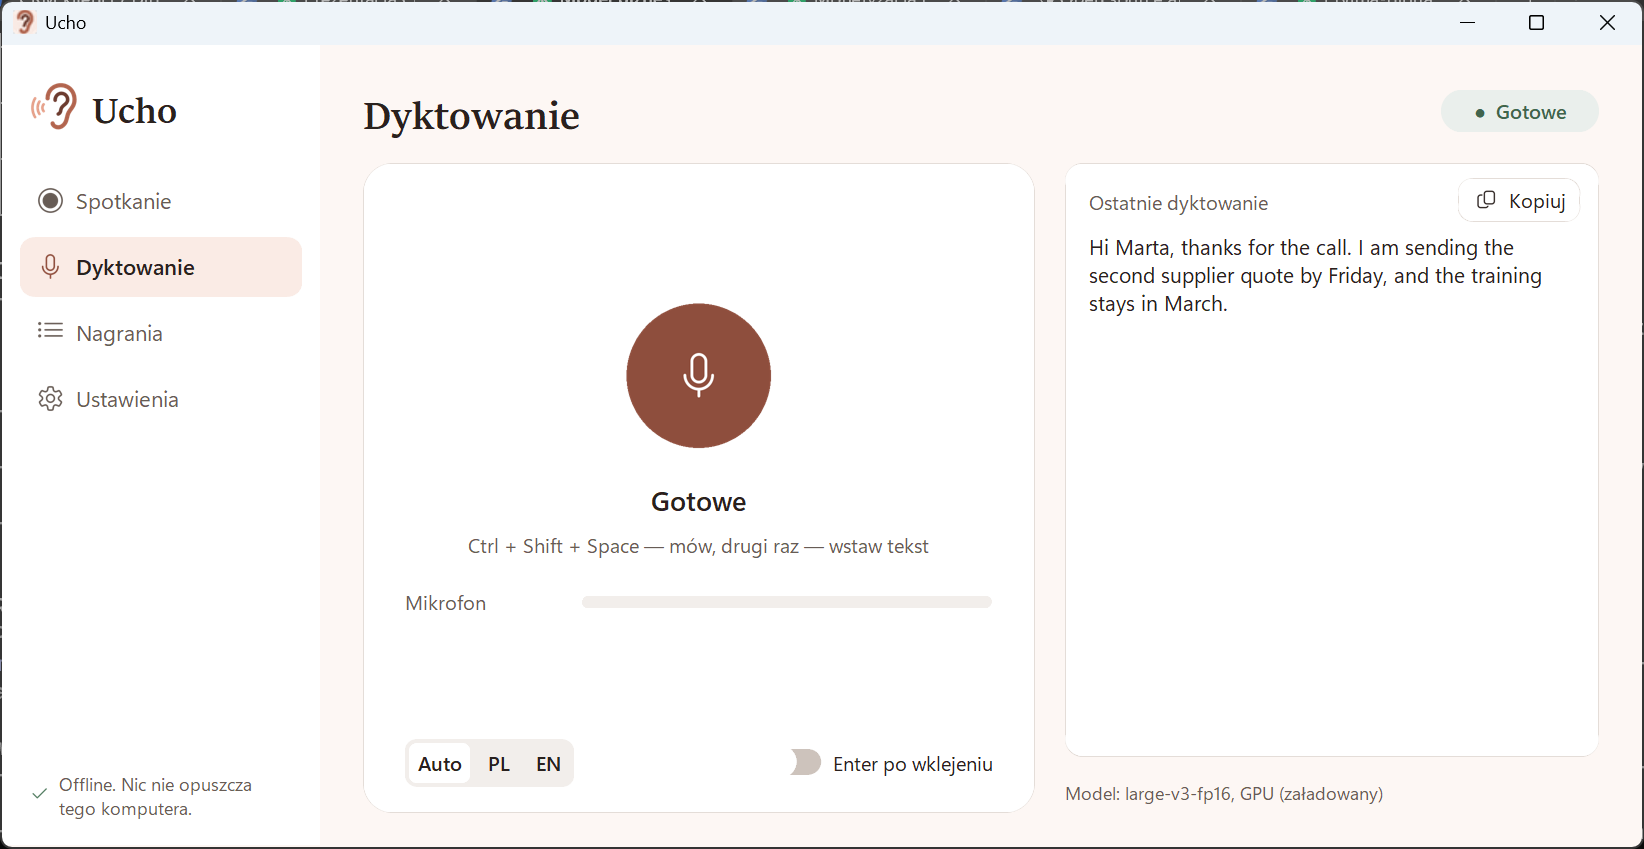 Ucho
Ucho
Spotkanie
Dyktowanie
Nagrania
Ustawienia
Offline. Nic nie opuszcza
tego komputera.
Dyktowanie
Gotowe
Gotowe
Ctrl + Shift + Space — mów, drugi raz — wstaw tekst
Mikrofon
Auto PL EN
Enter po wklejeniu
Ostatnie dyktowanie
Kopiuj
Hi Marta, thanks for the call. I am sending the
second supplier quote by Friday, and the training
stays in March.
Model: large-v3-fp16, GPU (załadowany)